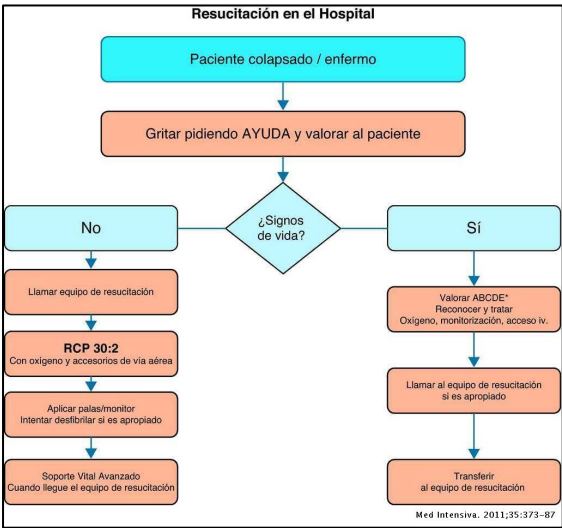 Resucitación en el Hospital
Paciente colapsado / enfermo
Gritar pidiendo AYUDA y valorar al paciente
¿Signos
de vida?
No
Llamar equipo de resucitación
RCP 30:2
Con oxigeno y accesorios de vía aérea
Aplicar palas/monitor
Intentar desfibrilar si es apropiado
Soporte Vital Avanzado
Cuando llegue el equipo de resucitación
Sí
Valorar ABCDE*
Reconocer y tratar
Oxígeno, monitorización, acceso iv.
Llamar al equipo de resucitación
si es apropiado
Transferir
al equipo de resucitación
Med Intensiva. 2011;35:373-87